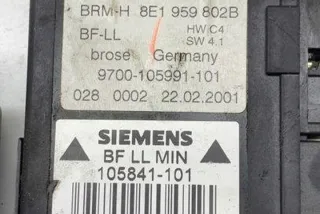 BRM-H 8E1 959 802B
BF-LL HW C4
SW 4.1
brose Germany
9700-105991-101
028 0002 22.02.2001
SIEMENS
BF LL MIN
105841-101